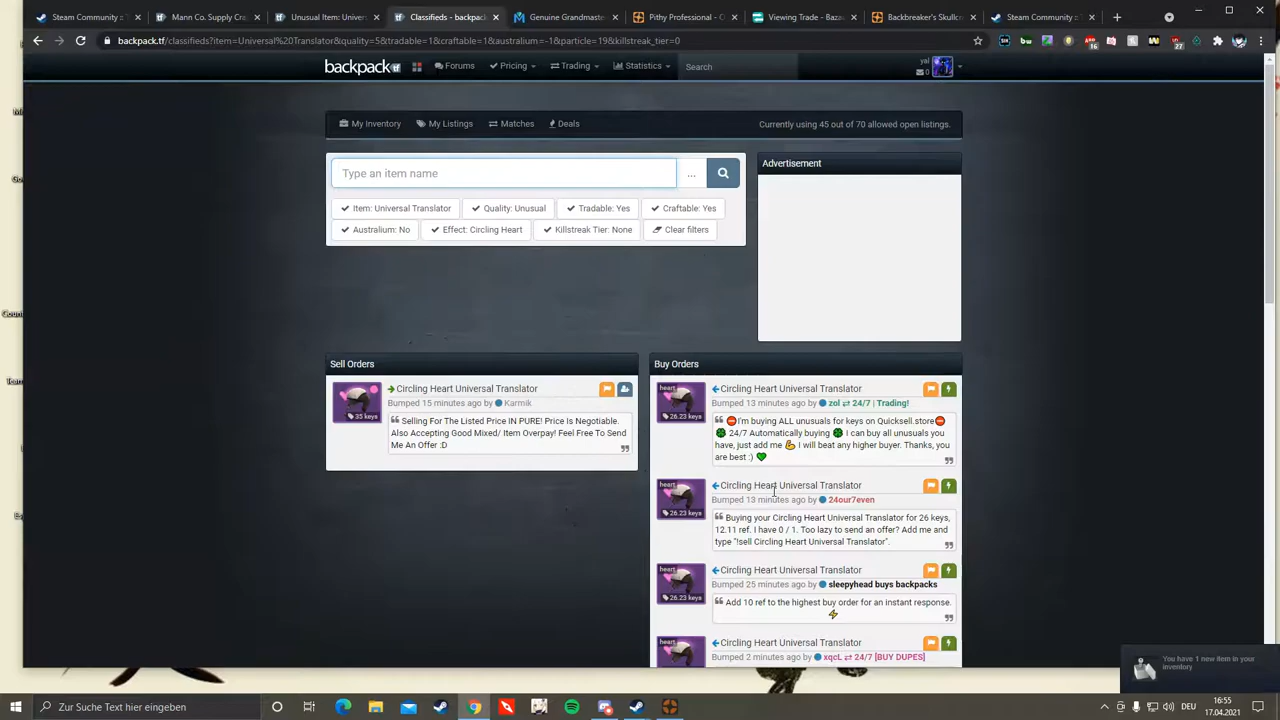 Steam Community ::
Mann Co. Supply Cra
Unusual Item: Univers
Classifieds - backpack.t
Genuine Grandmaster
Pithy Professional - O
Viewing Trade - Bazaa
Backbreaker's Skullcr
Steam Community ::
backpack.tf/classifieds?item=Universal%20Translator&quality=5&tradable=1&craftable=1&australium=-1&particle=19&killstreak_tier=0
backpack.tf Forums Pricing Trading Statistics Search
yal
0
My Inventory My Listings Matches Deals Currently using 45 out of 70 allowed open listings.
Type an item name ...
Advertisement
Item: Universal Translator Quality: Unusual Tradable: Yes Craftable: Yes
Australium: No Effect: Circling Heart Killstreak Tier: None Clear filters
Sell Orders
Circling Heart Universal Translator
Bumped 15 minutes ago by Karmik
35 keys
Selling For The Listed Price IN PURE! Price Is Negotiable.
Also Accepting Good Mixed/ Item Overpay! Feel Free To Send
Me An Offer :D
Buy Orders
heart
Circling Heart Universal Translator
Bumped 13 minutes ago by zol ⇄ 24/7 | Trading!
26.23 keys
⛔I'm buying ALL unusuals for keys on Quicksell.store⛔
🍀 24/7 Automatically buying 🍀 I can buy all unusuals you
have, just add me 💪 I will beat any higher buyer. Thanks, you
are best :) 💚
heart
Circling Heart Universal Translator
Bumped 13 minutes ago by 24our7even
26.23 keys
Buying your Circling Heart Universal Translator for 26 keys,
12.11 ref. I have 0 / 1. Too lazy to send an offer? Add me and
type "!sell Circling Heart Universal Translator".
heart
Circling Heart Universal Translator
Bumped 25 minutes ago by sleepyhead buys backpacks
26.23 keys
Add 10 ref to the highest buy order for an instant response.
⚡
heart
Circling Heart Universal Translator
Bumped 2 minutes ago by xqcL ⇄ 24/7 [BUY DUPES]
You have 1 new item in your
inventory
Zur Suche Text hier eingeben
DEU
16:55
17.04.2021